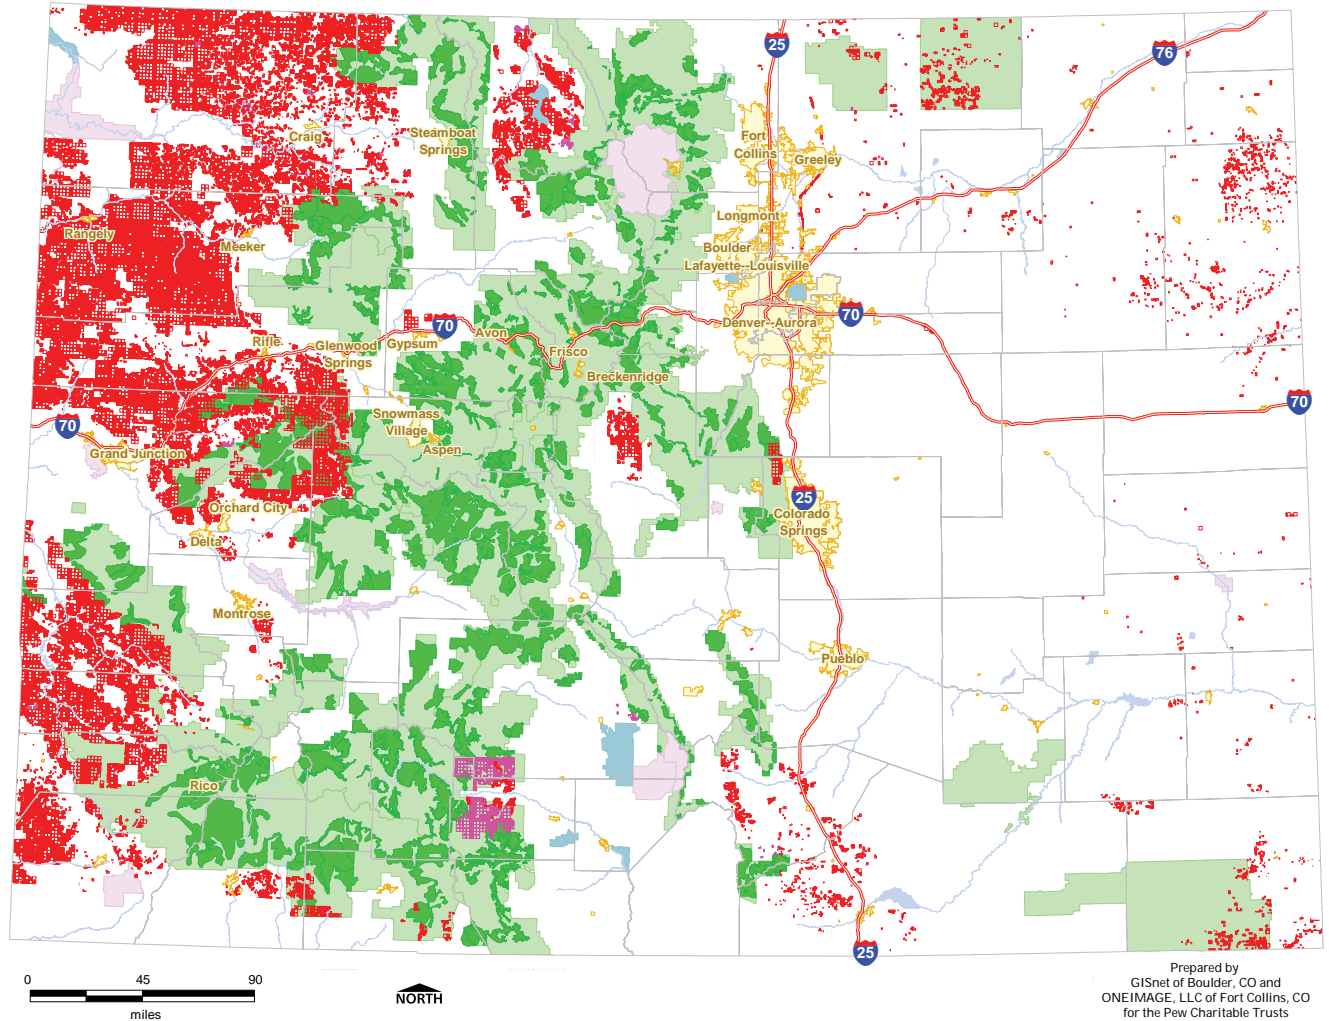 25
76
Craig
Steamboat
Springs
Fort
Collins
Greeley
Rangely
Meeker
Longmont
Boulder
Lafayette--Louisville
70
Denver--Aurora
70
Rifle
Glenwood
Springs
Gypsum
Avon
Frisco
Breckenridge
70
70
Snowmass
Village
Aspen
Grand Junction
Orchard City
Delta
25
Colorado
Springs
Montrose
Pueblo
Rico
25
0
45
90
miles
NORTH
Prepared by
GISnet of Boulder, CO and
ONEIMAGE, LLC of Fort Collins, CO
for the Pew Charitable Trusts